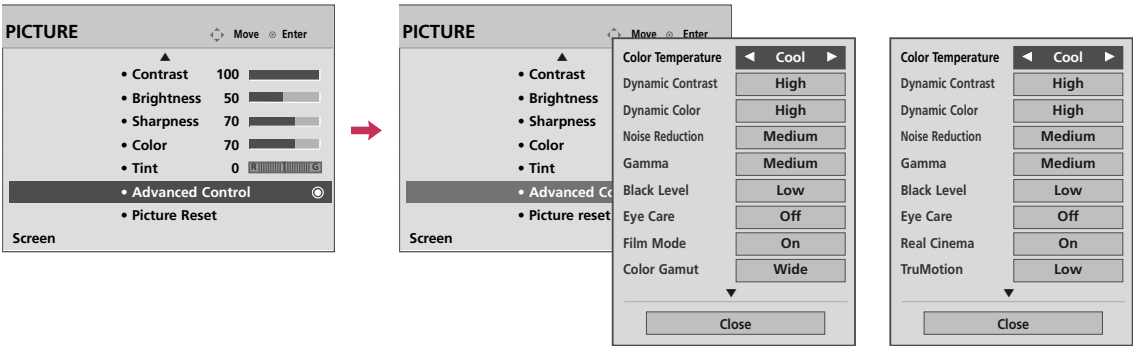 PICTURE
Move Enter
• Contrast 100
• Brightness 50
• Sharpness 70
• Color 70
• Tint 0 R G
• Advanced Control
• Picture Reset
Screen
PICTURE
Move Enter
• Contrast
• Brightness
• Sharpness
• Color
• Tint
• Advanced Co
• Picture reset
Screen
Color Temperature ◀ Cool ▶
Dynamic Contrast High
Dynamic Color High
Noise Reduction Medium
Gamma Medium
Black Level Low
Eye Care Off
Film Mode On
Color Gamut Wide
Close
Color Temperature ◀ Cool ▶
Dynamic Contrast High
Dynamic Color High
Noise Reduction Medium
Gamma Medium
Black Level Low
Eye Care Off
Real Cinema On
TruMotion Low
Close